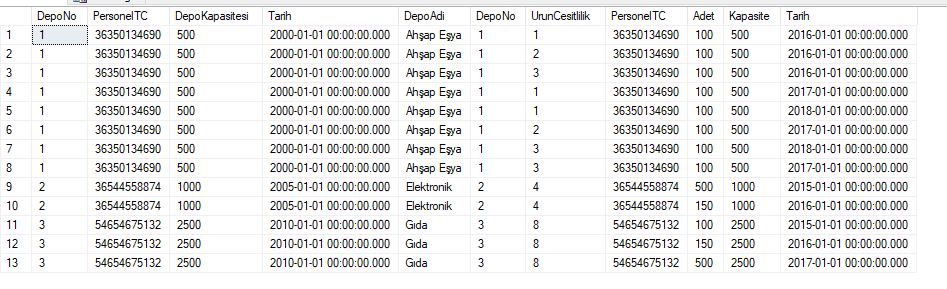 DepoNo PersonelTC DepoKapasitesi Tarih DepoAdi DepoNo UrunCesitlilik PersonelTC Adet Kapasite Tarih
1 1 36350134690 500 2000-01-01 00:00:00.000 Ahşap Eşya 1 1 36350134690 100 500 2016-01-01 00:00:00.000
2 1 36350134690 500 2000-01-01 00:00:00.000 Ahşap Eşya 1 2 36350134690 100 500 2016-01-01 00:00:00.000
3 1 36350134690 500 2000-01-01 00:00:00.000 Ahşap Eşya 1 3 36350134690 100 500 2016-01-01 00:00:00.000
4 1 36350134690 500 2000-01-01 00:00:00.000 Ahşap Eşya 1 1 36350134690 100 500 2017-01-01 00:00:00.000
5 1 36350134690 500 2000-01-01 00:00:00.000 Ahşap Eşya 1 1 36350134690 100 500 2018-01-01 00:00:00.000
6 1 36350134690 500 2000-01-01 00:00:00.000 Ahşap Eşya 1 2 36350134690 100 500 2017-01-01 00:00:00.000
7 1 36350134690 500 2000-01-01 00:00:00.000 Ahşap Eşya 1 3 36350134690 100 500 2018-01-01 00:00:00.000
8 1 36350134690 500 2000-01-01 00:00:00.000 Ahşap Eşya 1 3 36350134690 100 500 2017-01-01 00:00:00.000
9 2 36544558874 1000 2005-01-01 00:00:00.000 Elektronik 2 4 36544558874 500 1000 2015-01-01 00:00:00.000
10 2 36544558874 1000 2005-01-01 00:00:00.000 Elektronik 2 4 36544558874 150 1000 2016-01-01 00:00:00.000
11 3 54654675132 2500 2010-01-01 00:00:00.000 Gıda 3 8 54654675132 100 2500 2015-01-01 00:00:00.000
12 3 54654675132 2500 2010-01-01 00:00:00.000 Gıda 3 8 54654675132 150 2500 2016-01-01 00:00:00.000
13 3 54654675132 2500 2010-01-01 00:00:00.000 Gıda 3 8 54654675132 500 2500 2017-01-01 00:00:00.000